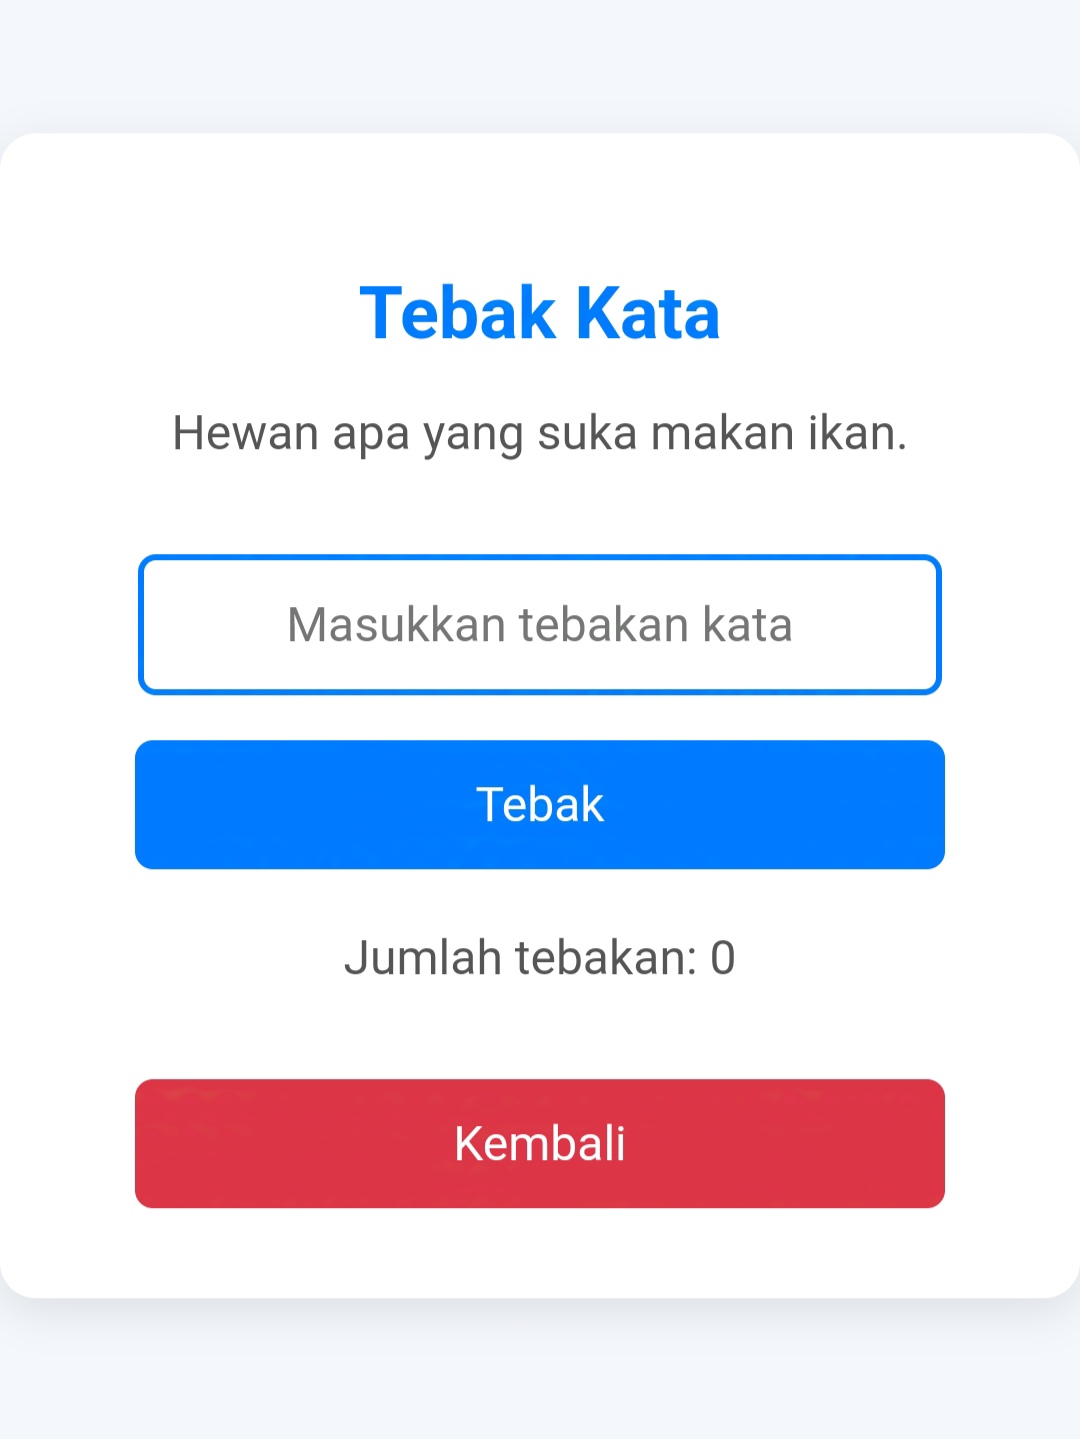 Tebak Kata
Hewan apa yang suka makan ikan.
Masukkan tebakan kata
Tebak
Jumlah tebakan: 0
Kembali